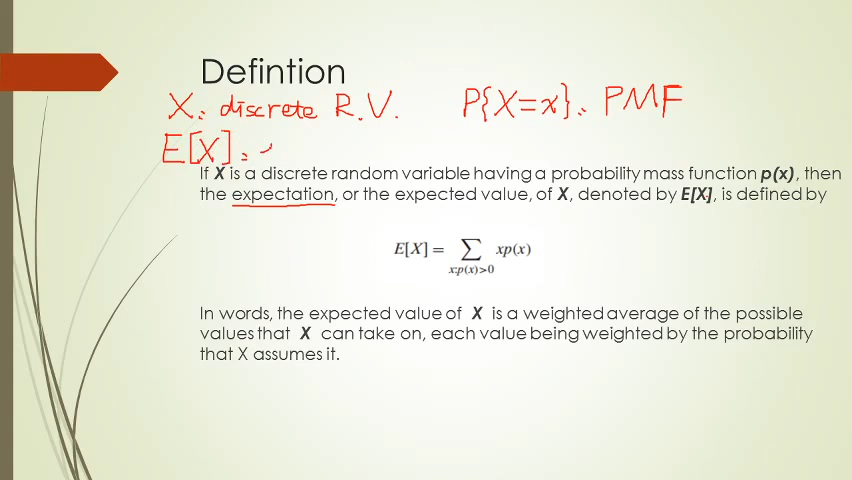 Defintion
X: discrete R.V. P{X=x}: PMF
E[X]:
If X is a discrete random variable having a probability mass function p(x), then
the expectation, or the expected value, of X, denoted by E[X], is defined by
E[X] = ∑ xp(x)
x:p(x)>0
In words, the expected value of X is a weighted average of the possible
values that X can take on, each value being weighted by the probability
that X assumes it.